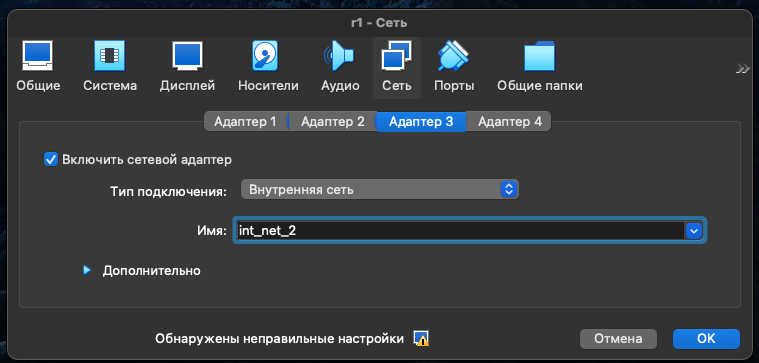 r1 - Сеть
Общие Система Дисплей Носители Аудио Сеть Порты Общие папки »
Адаптер 1 Адаптер 2 Адаптер 3 Адаптер 4
Включить сетевой адаптер
Тип подключения: Внутренняя сеть
Имя: int_net_2
Дополнительно
Обнаружены неправильные настройки Отмена OK